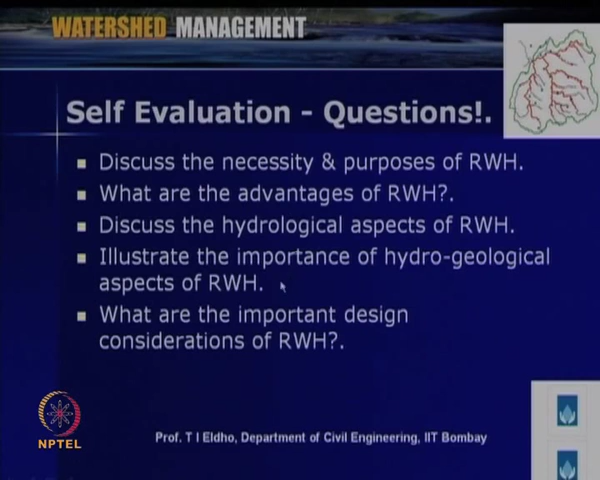 WATERSHED MANAGEMENT
Self Evaluation - Questions!.
Discuss the necessity & purposes of RWH.
What are the advantages of RWH?.
Discuss the hydrological aspects of RWH.
Illustrate the importance of hydro-geological
aspects of RWH.
What are the important design
considerations of RWH?.
NPTEL
Prof. T I Eldho, Department of Civil Engineering, IIT Bombay